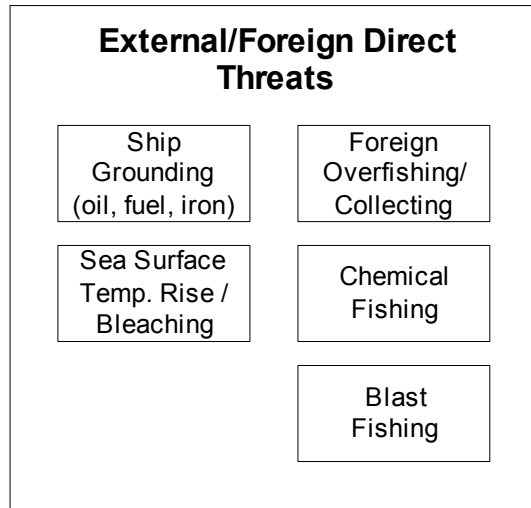 External/Foreign Direct
Threats
Ship
Grounding
(oil, fuel, iron)
Foreign
Overfishing/
Collecting
Sea Surface
Temp. Rise /
Bleaching
Chemical
Fishing
Blast
Fishing